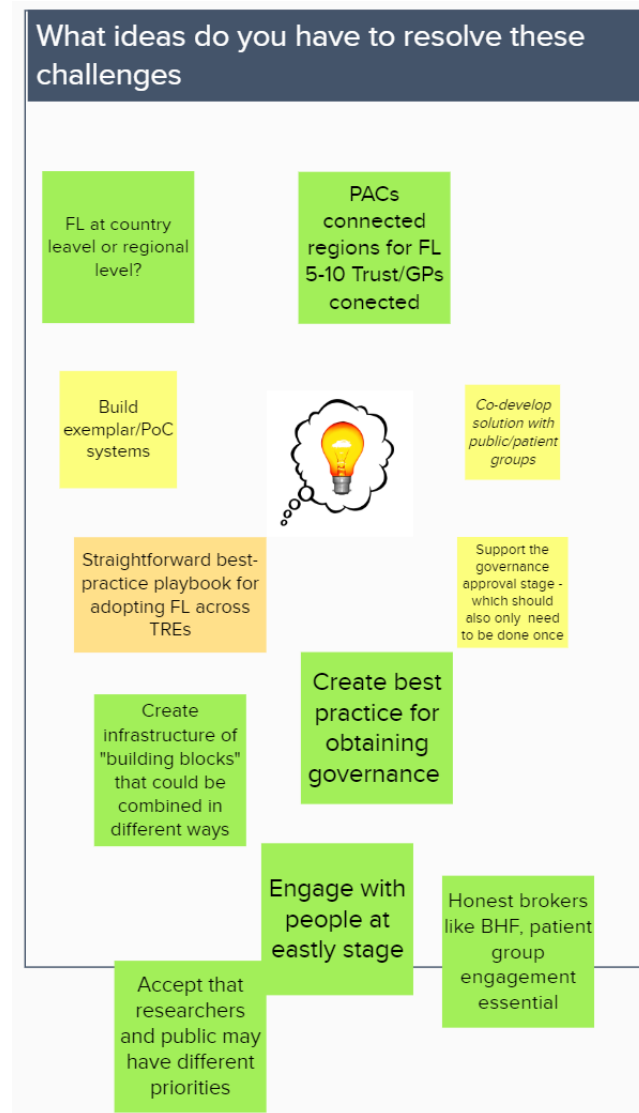 What ideas do you have to resolve these
challenges
FL at country
leavel or regional
level?
PACs
connected
regions for FL
5-10 Trust/GPs
conected
Build
exemplar/PoC
systems
Co-develop
solution with
public/patient
groups
Straightforward best-
practice playbook for
adopting FL across
TREs
Support the
governance
approval stage -
which should
also only need
to be done once
Create best
practice for
obtaining
governance
Create
infrastructure of
"building blocks"
that could be
combined in
different ways
Engage with
people at
eastly stage
Honest brokers
like BHF, patient
group
engagement
essential
Accept that
researchers
and public may
have different
priorities